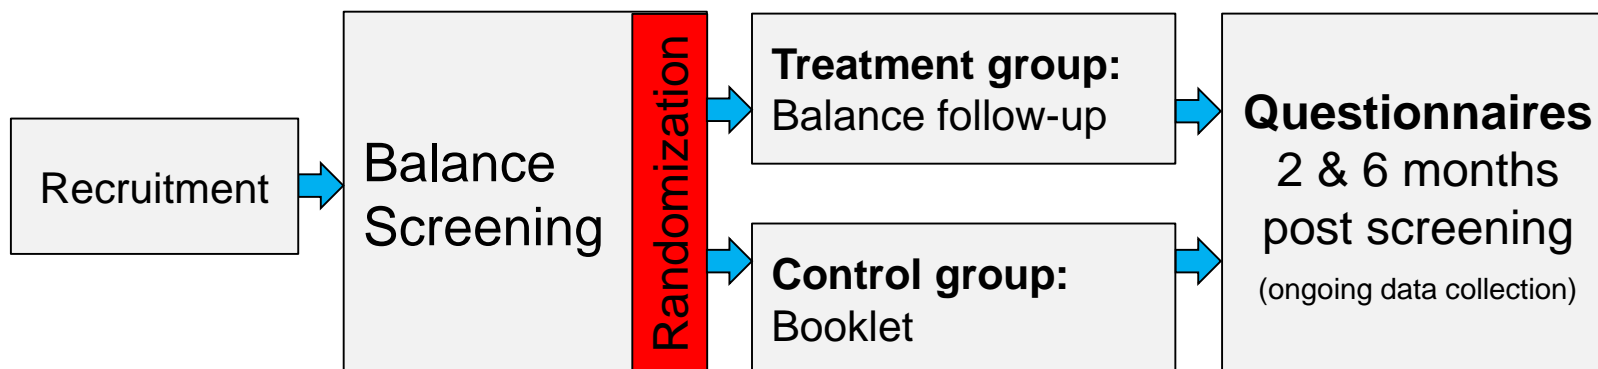 Recruitment
Balance
Screening
Randomization
Treatment group:
Balance follow-up
Control group:
Booklet
Questionnaires
2 & 6 months
post screening
(ongoing data collection)